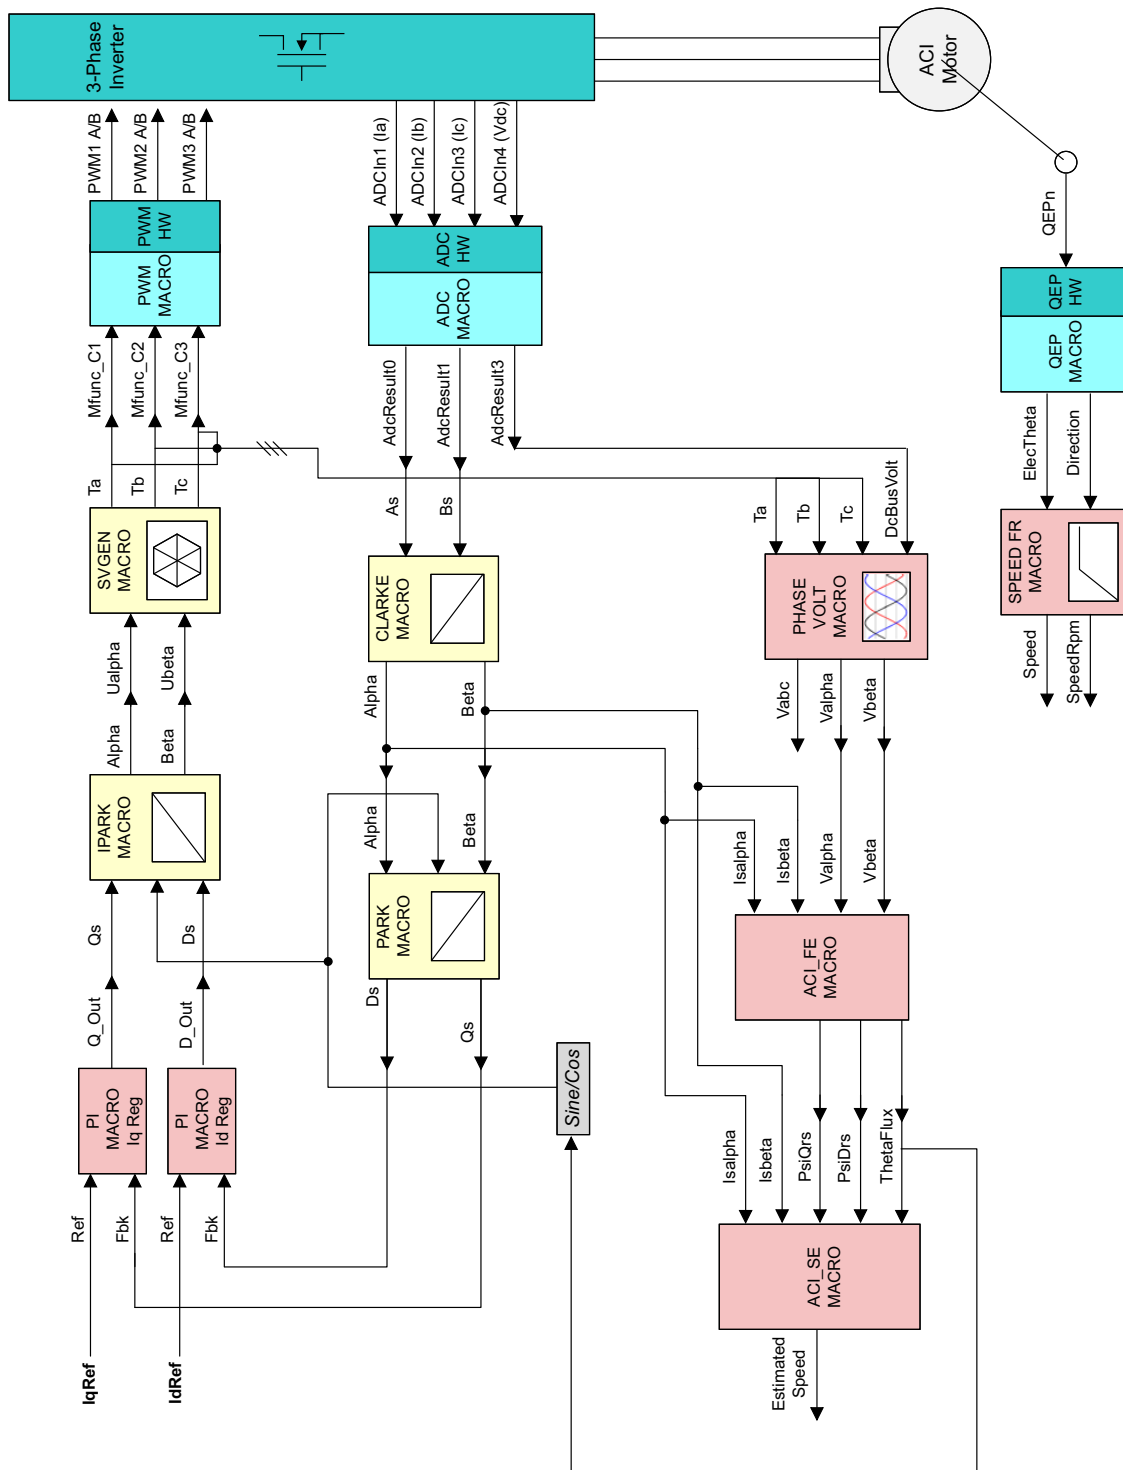 IqRef
Ref
Fbk
IdRef
Ref
Fbk
PI
MACRO
Iq Reg
PI
MACRO
Id Reg
Q_Out
D_Out
Qs
Ds
IPARK
MACRO
Alpha
Beta
Ualpha
Ubeta
SVGEN
MACRO
Ta
Tb
Tc
Mfunc_C1
Mfunc_C2
Mfunc_C3
PWM
MACRO
PWM
HW
PWM1 A/B
PWM2 A/B
PWM3 A/B
3-Phase
Inverter
Ds
Qs
PARK
MACRO
Alpha
Beta
Alpha
Beta
CLARKE
MACRO
As
Bs
AdcResult0
AdcResult1
AdcResult3
ADC
MACRO
ADC
HW
ADCIn1 (Ia)
ADCIn2 (Ib)
ADCIn3 (Ic)
ADCIn4 (Vdc)
Sine/Cos
Estimated
Speed
ACI_SE
MACRO
Isalpha
Isbeta
PsiQrs
PsiDrs
ThetaFlux
ACI_FE
MACRO
Isalpha
Isbeta
Valpha
Vbeta
Vabc
Valpha
Vbeta
PHASE
VOLT
MACRO
Ta
Tb
Tc
DcBusVolt
ACI
Motor
Speed
SpeedRpm
SPEED FR
MACRO
ElecTheta
Direction
QEP
MACRO
QEP
HW
QEPn